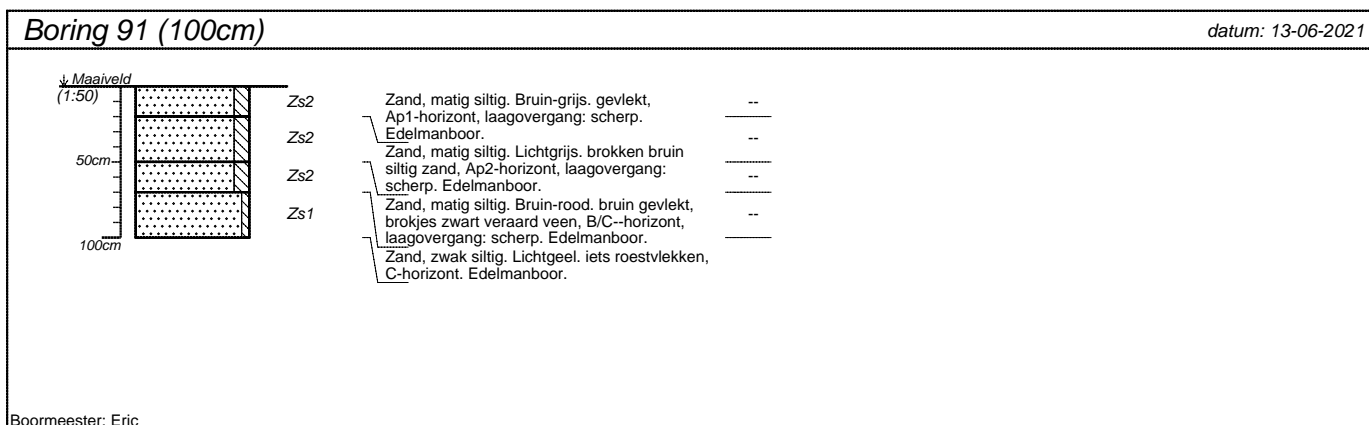 Boring 91 (100cm)
datum: 13-06-2021
Maaiveld
(1:50)
50cm
100cm
Zs2
Zs2
Zs2
Zs1
Zand, matig siltig. Bruin-grijs. gevlekt,
Ap1-horizont, laagovergang: scherp.
Edelmanboor.
Zand, matig siltig. Lichtgrijs. brokken bruin
siltig zand, Ap2-horizont, laagovergang:
scherp. Edelmanboor.
Zand, matig siltig. Bruin-rood. bruin gevlekt,
brokjes zwart veraard veen, B/C--horizont,
laagovergang: scherp. Edelmanboor.
Zand, zwak siltig. Lichtgeel. iets roestvlekken,
C-horizont. Edelmanboor.
--
--
--
--
Boormeester: Eric